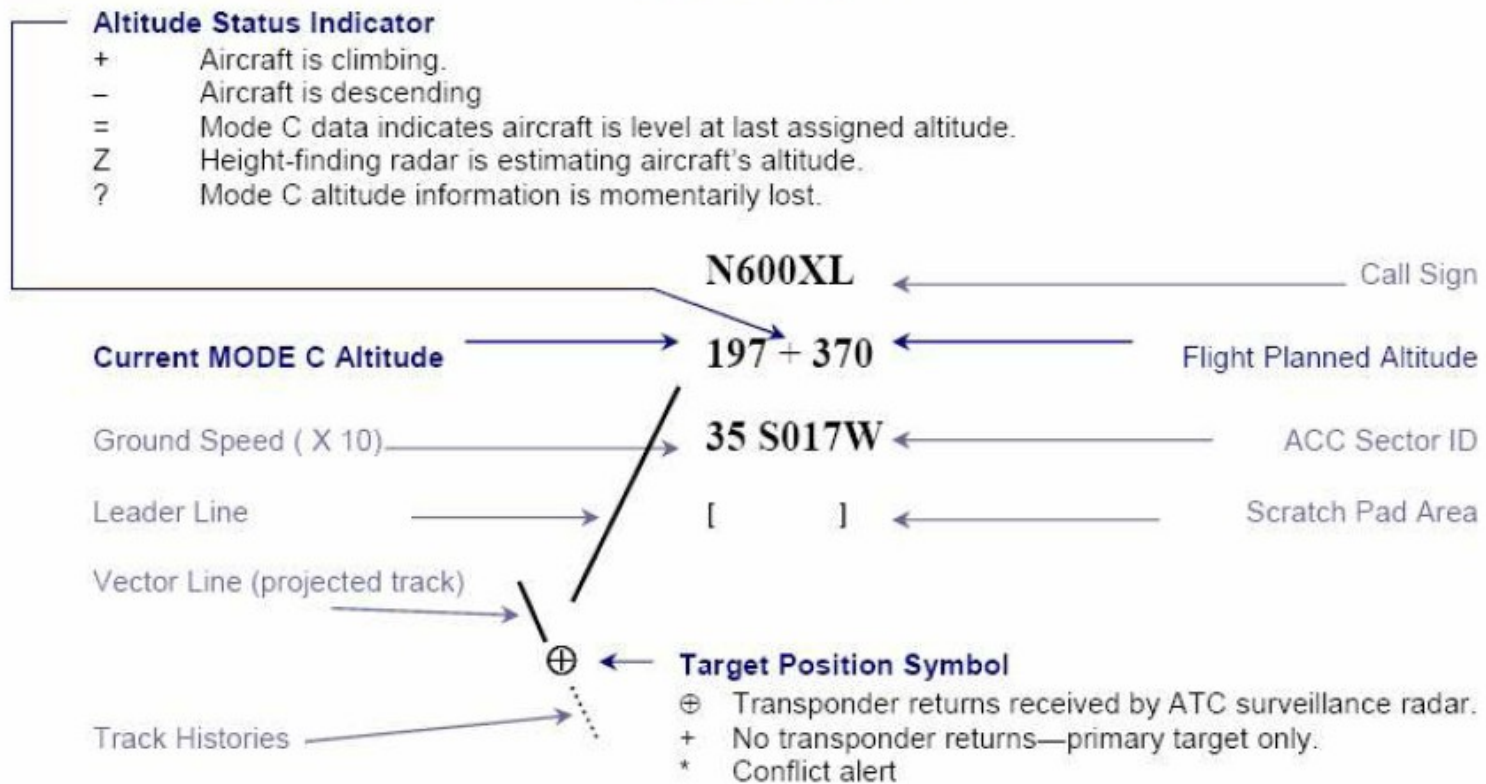 Altitude Status Indicator
+ Aircraft is climbing.
– Aircraft is descending
= Mode C data indicates aircraft is level at last assigned altitude.
Z Height-finding radar is estimating aircraft's altitude.
? Mode C altitude information is momentarily lost.
N600XL
Call Sign
Current MODE C Altitude
197 + 370
Flight Planned Altitude
Ground Speed ( X 10)
35 S017W
ACC Sector ID
Leader Line
[ ]
Scratch Pad Area
Vector Line (projected track)
⊕
Target Position Symbol
⊕ Transponder returns received by ATC surveillance radar.
+ No transponder returns—primary target only.
* Conflict alert
Track Histories